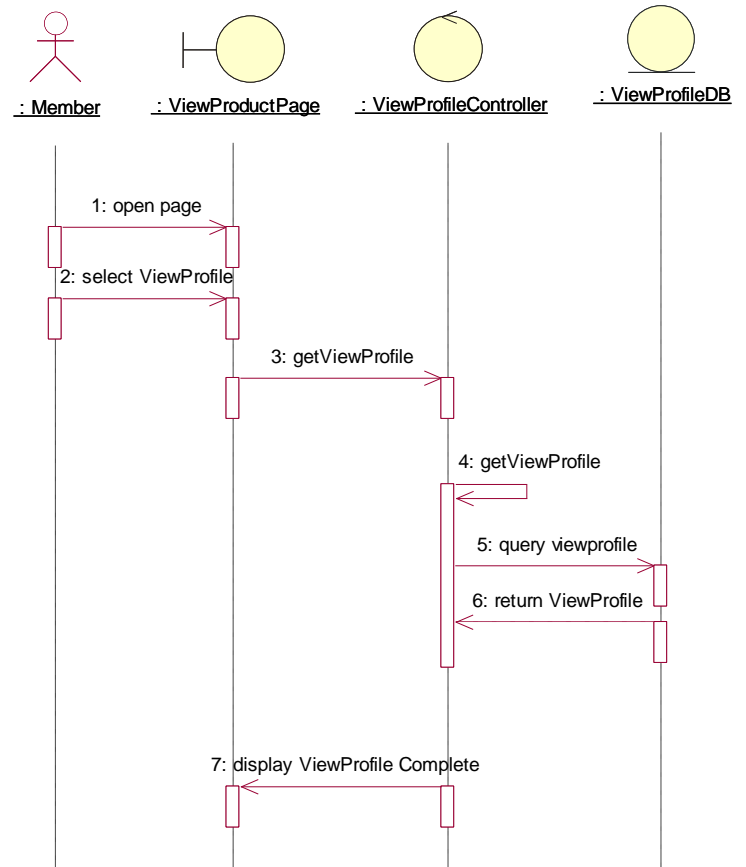 : Member
: ViewProductPage
: ViewProfileController
: ViewProfileDB
1: open page
2: select ViewProfile
3: getViewProfile
4: getViewProfile
5: query viewprofile
6: return ViewProfile
7: display ViewProfile Complete